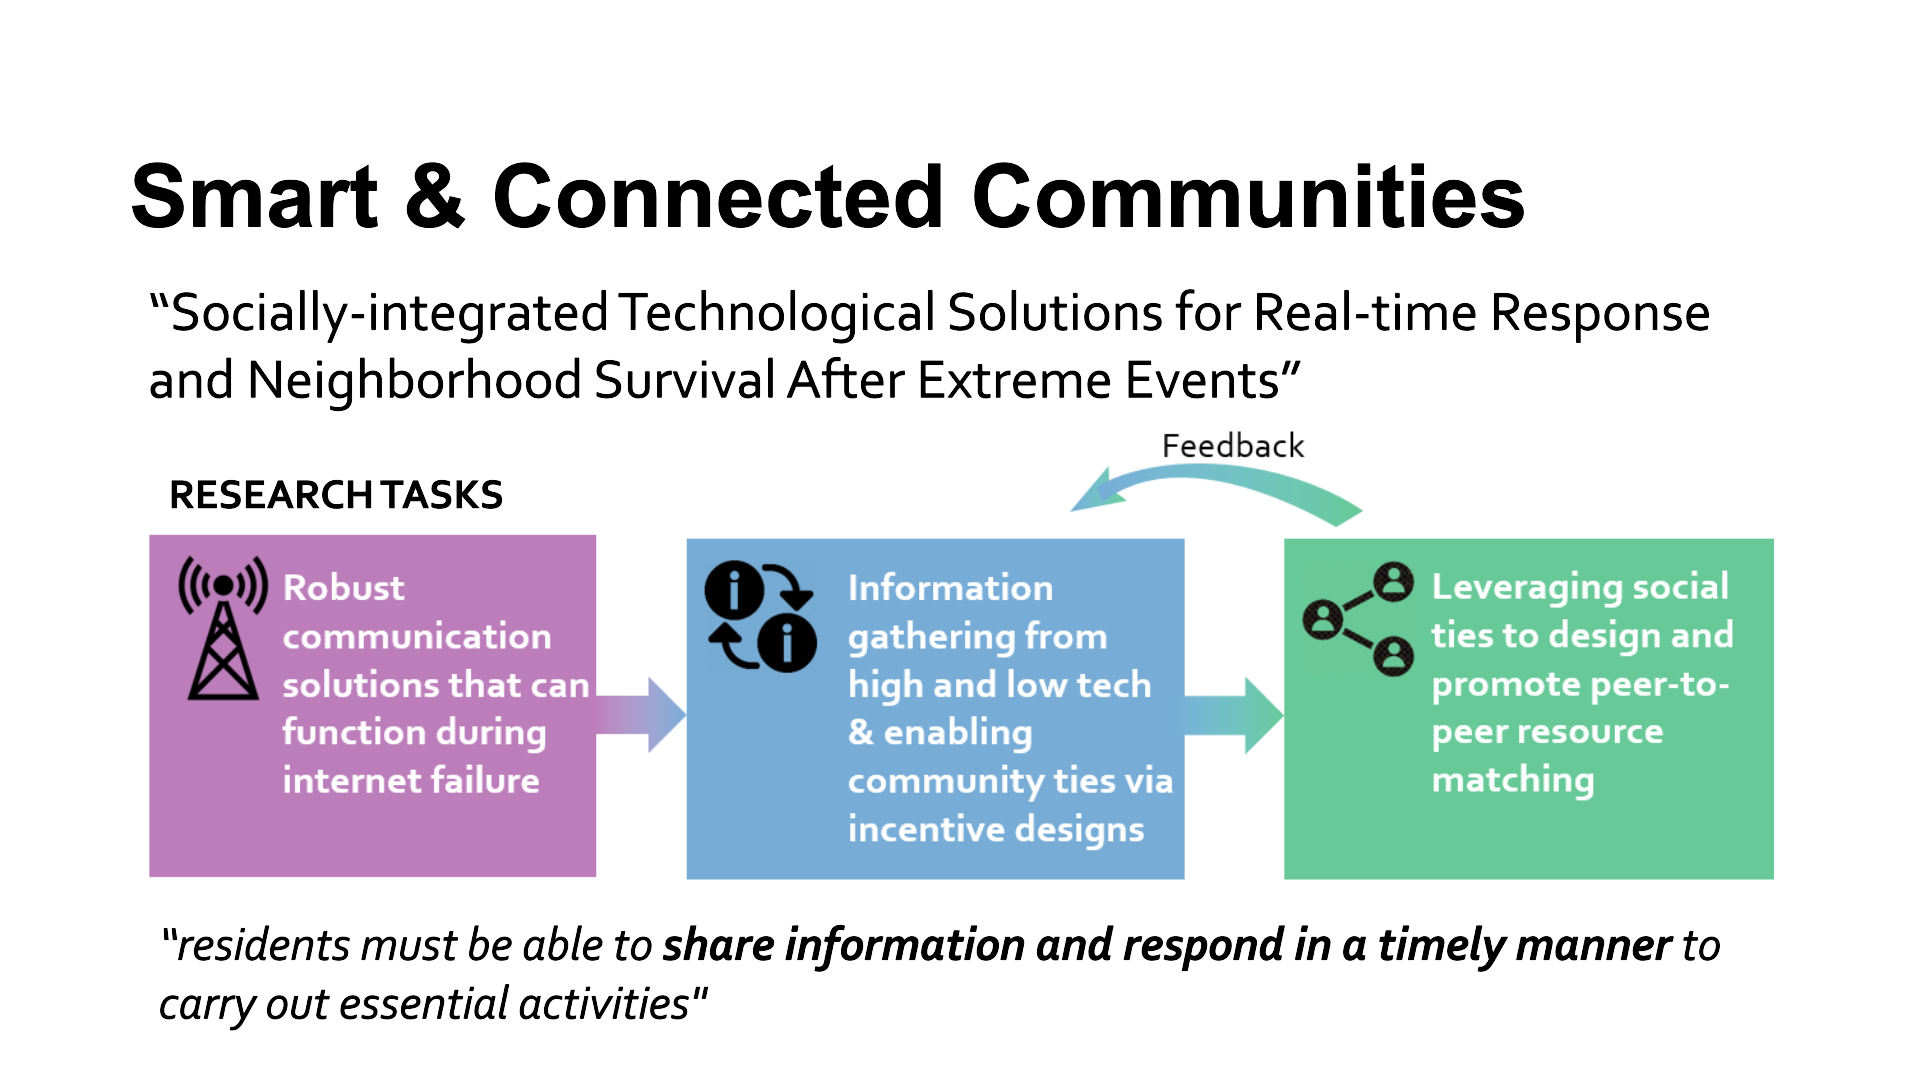 Smart & Connected Communities
“Socially-integrated Technological Solutions for Real-time Response
and Neighborhood Survival After Extreme Events”
Feedback
RESEARCH TASKS
Robust
communication
solutions that can
function during
internet failure
Information
gathering from
high and low tech
& enabling
community ties via
incentive designs
Leveraging social
ties to design and
promote peer-to-
peer resource
matching
“residents must be able to share information and respond in a timely manner to
carry out essential activities"